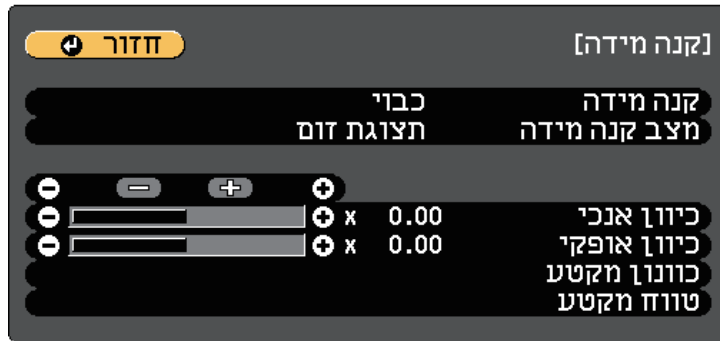 [קנה מידה] חזור
קנה מידה כבוי
מצב קנה מידה תצוגת זום
כיוון אנכי 0.00 x
כיוון אופקי 0.00 x
כוונון מקטע
טווח מקטע